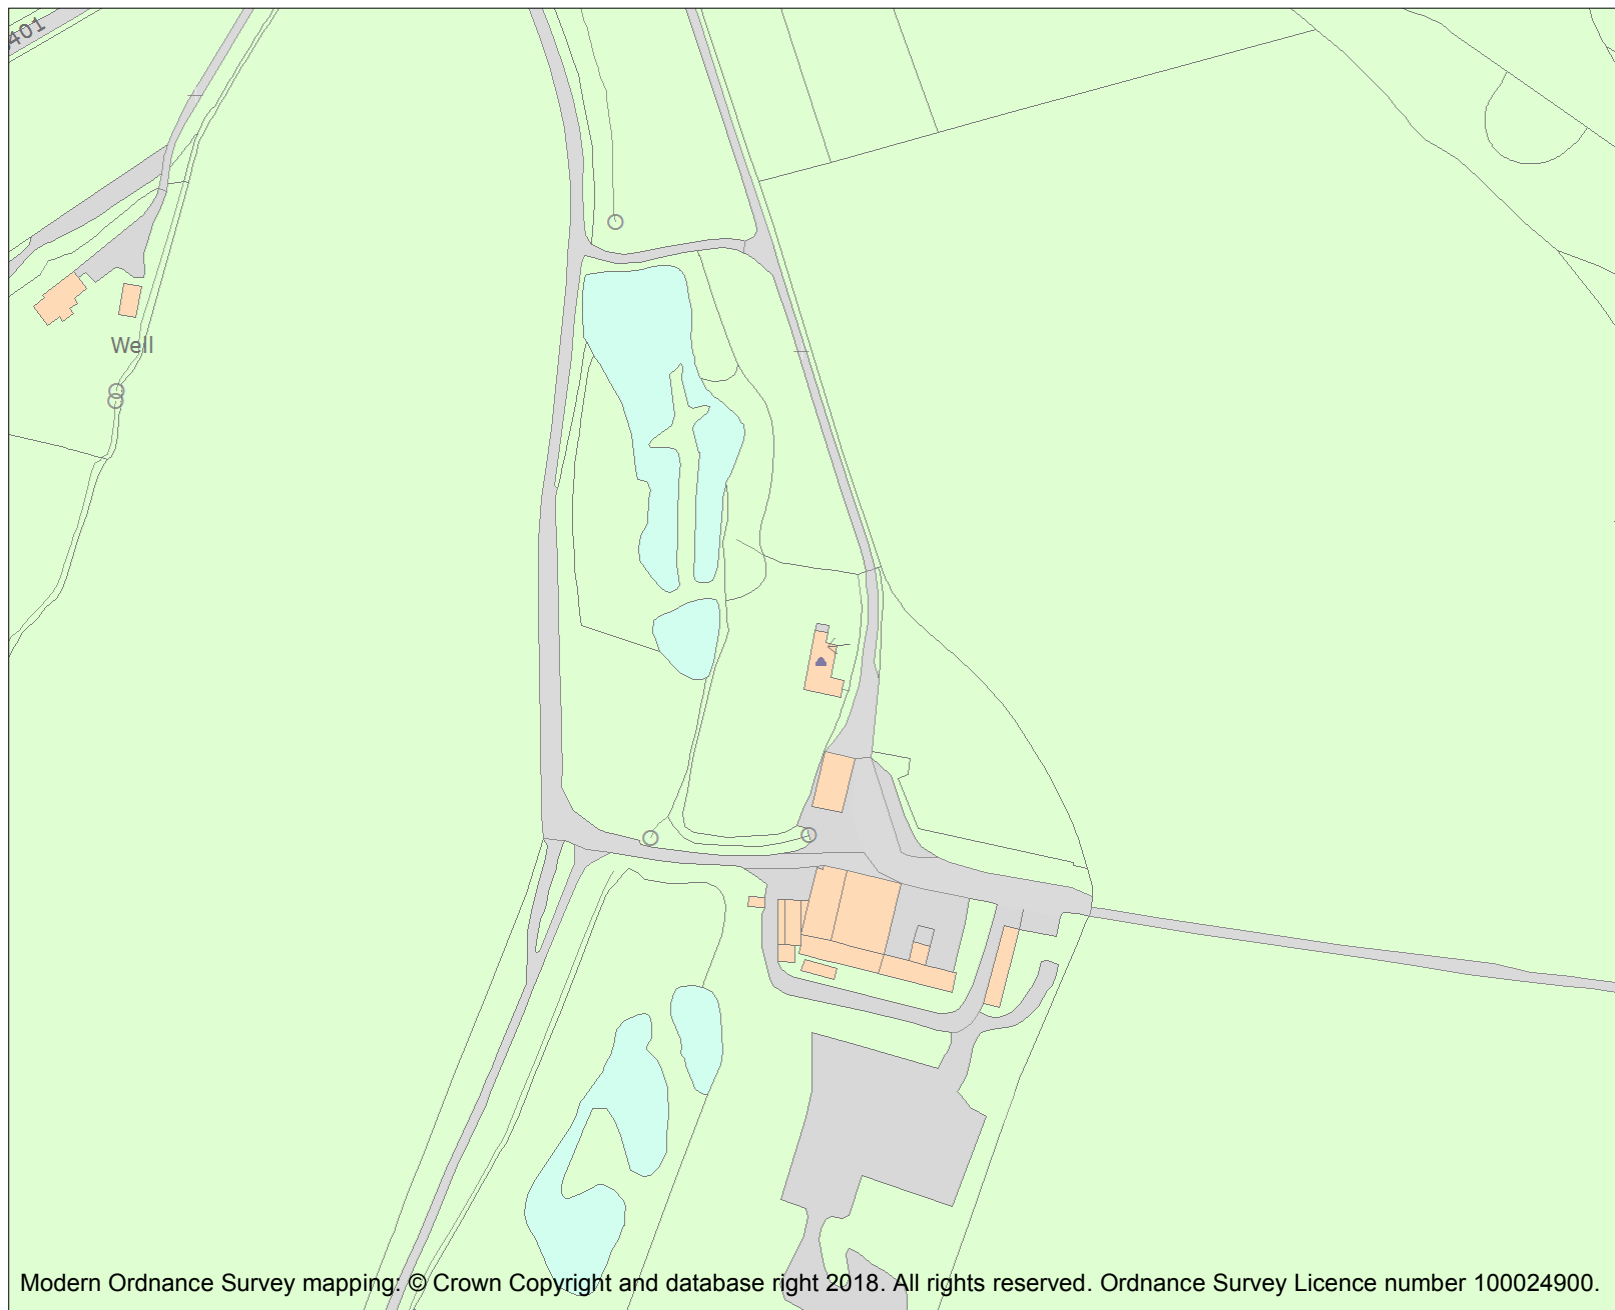 401
Well
Modern Ordnance Survey mapping: © Crown Copyright and database right 2018. All rights reserved. Ordnance Survey Licence number 100024900.